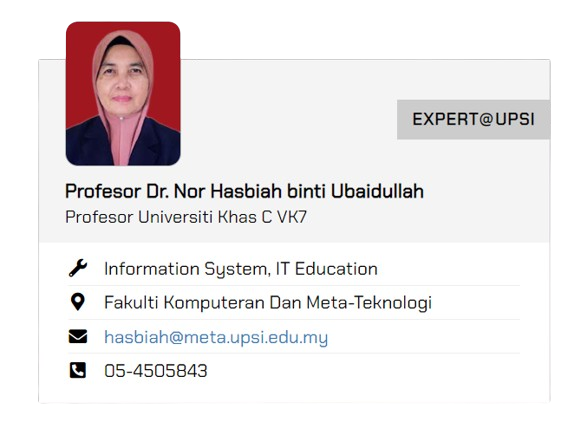 EXPERT@UPSI
Profesor Dr. Nor Hasbiah binti Ubaidullah
Profesor Universiti Khas C VK7
Information System, IT Education
Fakulti Komputeran Dan Meta-Teknologi
hasbiah@meta.upsi.edu.my
05-4505843